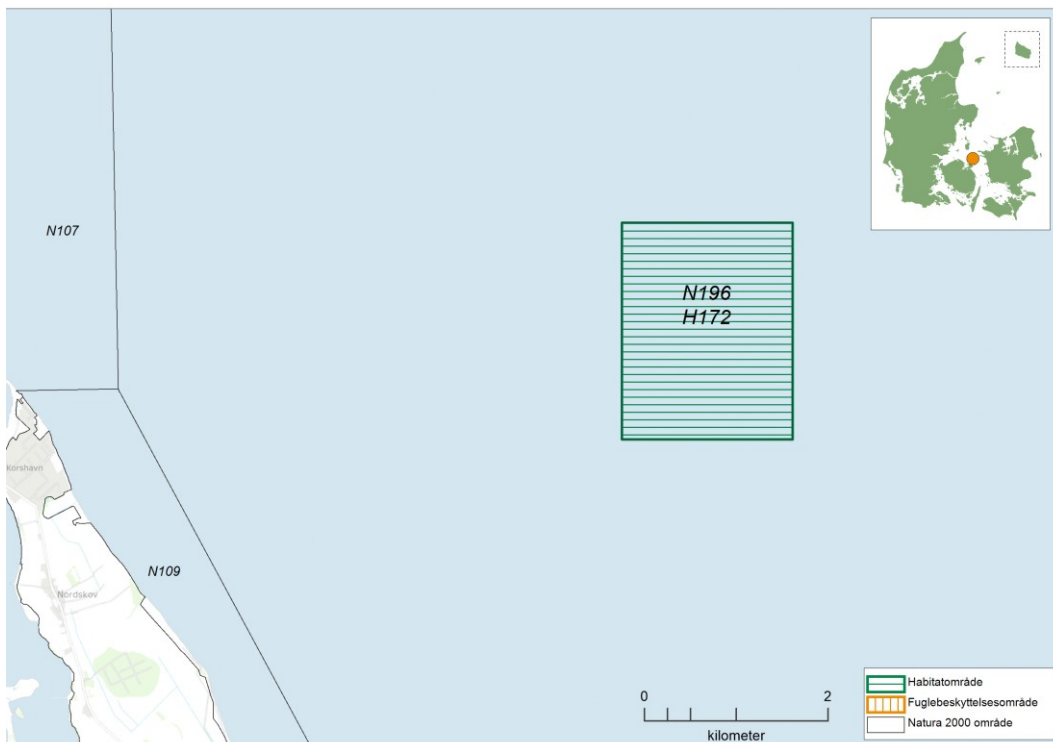 N107
N196
H172
Korshavn
N109
Nordskov
0
2
kilometer
Habitatområde
Fuglebeskyttelsesområde
Natura 2000 område